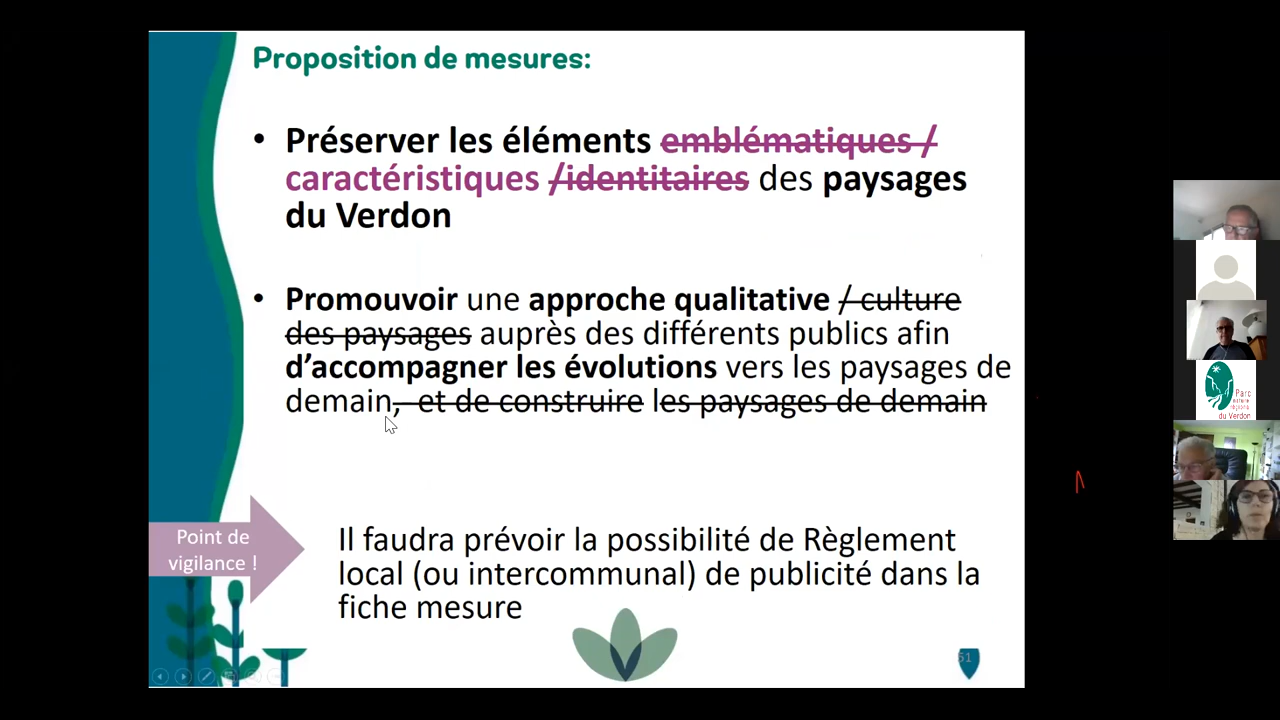 Proposition de mesures:
• Préserver les éléments emblématiques /
caractéristiques /identitaires des paysages
du Verdon
• Promouvoir une approche qualitative / culture
des paysages auprès des différents publics afin
d’accompagner les évolutions vers les paysages de
demain, et de construire les paysages de demain
Point de
vigilance !
Il faudra prévoir la possibilité de Règlement
local (ou intercommunal) de publicité dans la
fiche mesure
51
Parc
naturel
régional
du Verdon